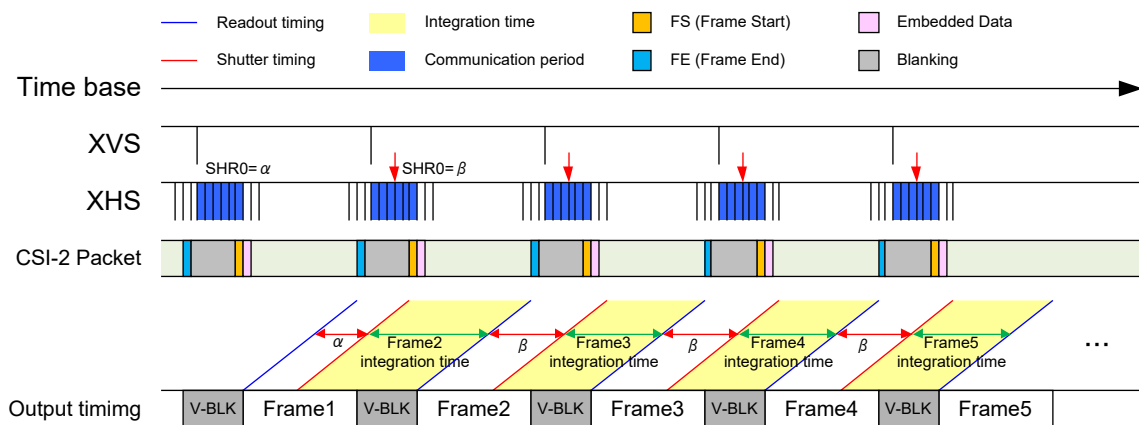 Readout timing
Integration time
FS (Frame Start)
Embedded Data
Shutter timing
Communication period
FE (Frame End)
Blanking
Time base
XVS
SHR0= α
SHR0= β
XHS
CSI-2 Packet
α
Frame2
integration time
β
Frame3
integration time
β
Frame4
integration time
β
Frame5
integration time
...
Output timimg
V-BLK
Frame1
V-BLK
Frame2
V-BLK
Frame3
V-BLK
Frame4
V-BLK
Frame5